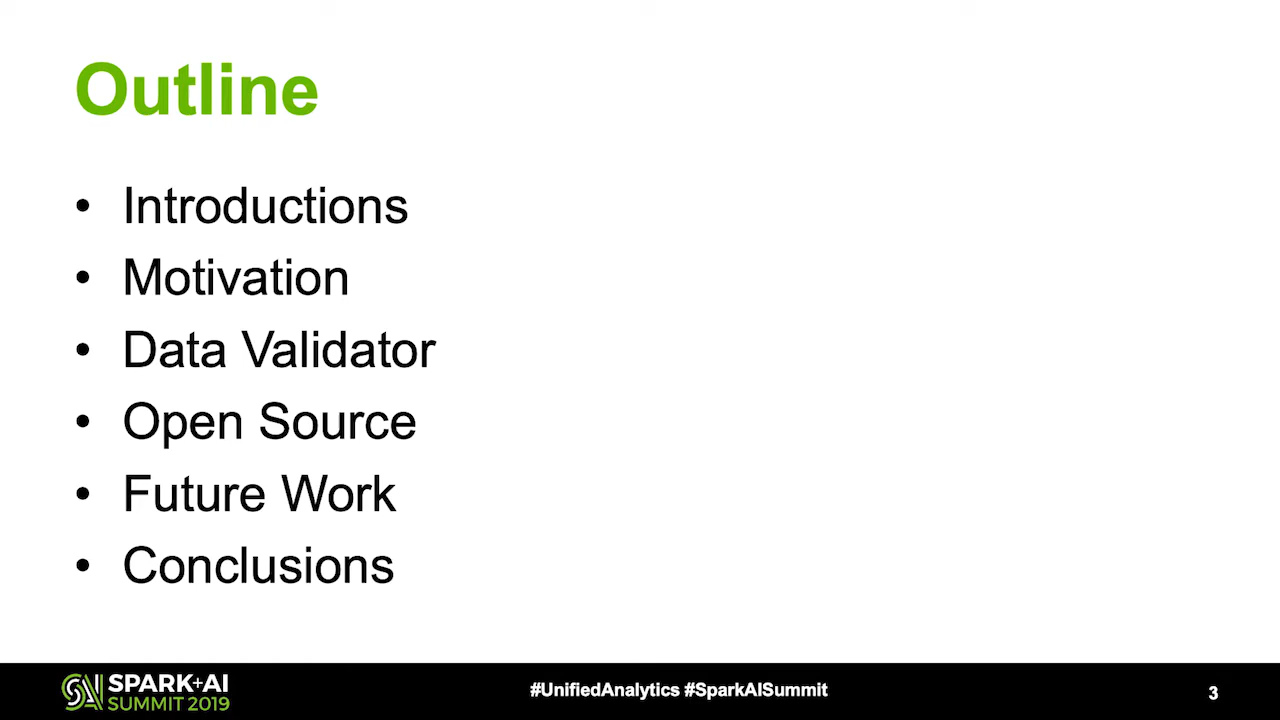 Outline
• Introductions
• Motivation
• Data Validator
• Open Source
• Future Work
• Conclusions
SPARK+AI
SUMMIT 2019
#UnifiedAnalytics #SparkAISummit
3